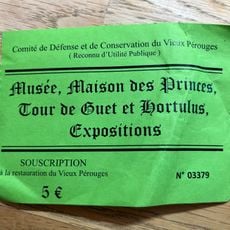 Comité de Défense et de Conservation du Vieux Pérouges
( Reconnu d'Utilité Publique )
Musée, Maison des Princes,
Tour de Guet et Hortulus,
Expositions
SOUSCRIPTION
à la restauration du Vieux Pérouges
N° 03379
5 €